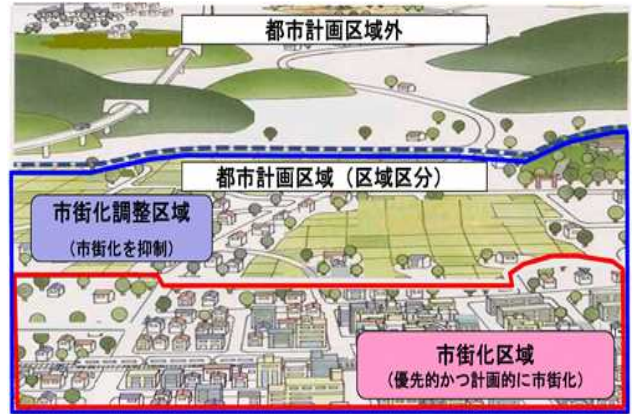 都市計画区域外
都市計画区域（区域区分）
市街化調整区域
（市街化を抑制）
市街化区域
（優先的かつ計画的に市街化）